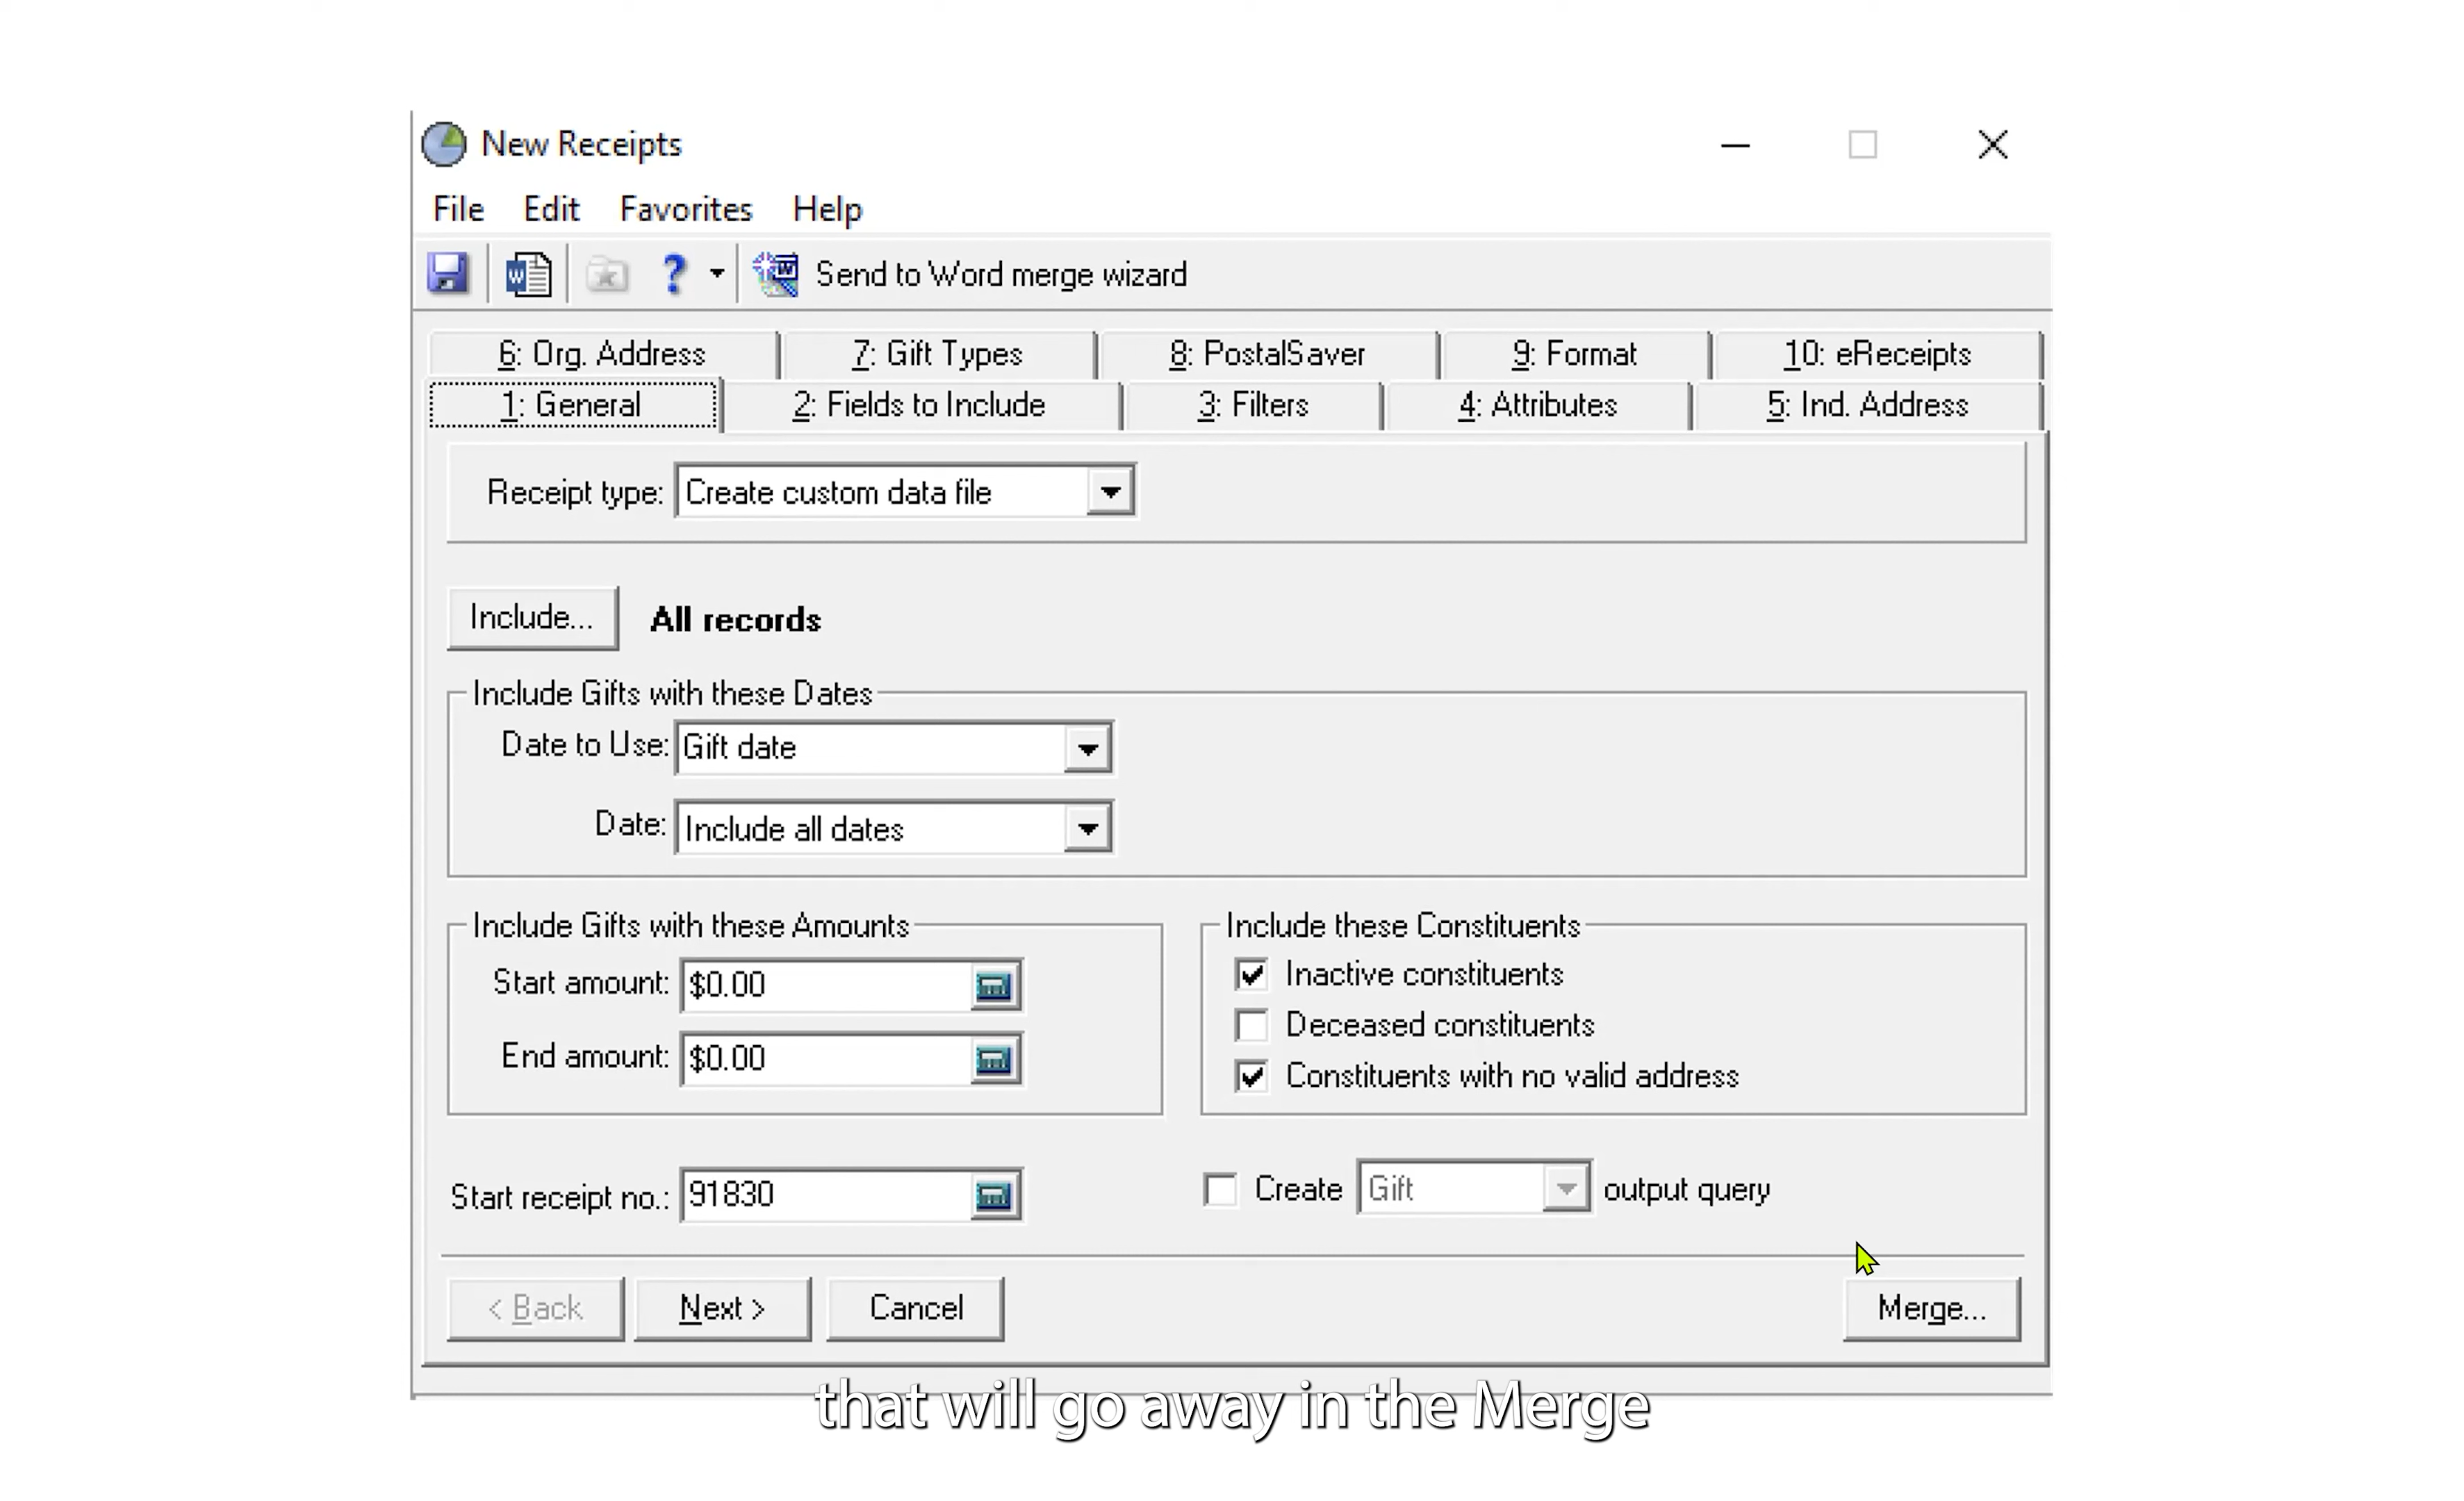 New Receipts
File Edit Favorites Help
Send to Word merge wizard
6: Org. Address 7: Gift Types 8: PostalSaver 9: Format 10: eReceipts
1: General 2: Fields to Include 3: Filters 4: Attributes 5: Ind. Address
Receipt type: Create custom data file
Include... All records
Include Gifts with these Dates
Date to Use: Gift date
Date: Include all dates
Include Gifts with these Amounts
Start amount: $0.00
End amount: $0.00
Include these Constituents
Inactive constituents
Deceased constituents
Constituents with no valid address
Start receipt no.: 91830
Create Gift output query
< Back Next > Cancel Merge...
that will go away in the Merge